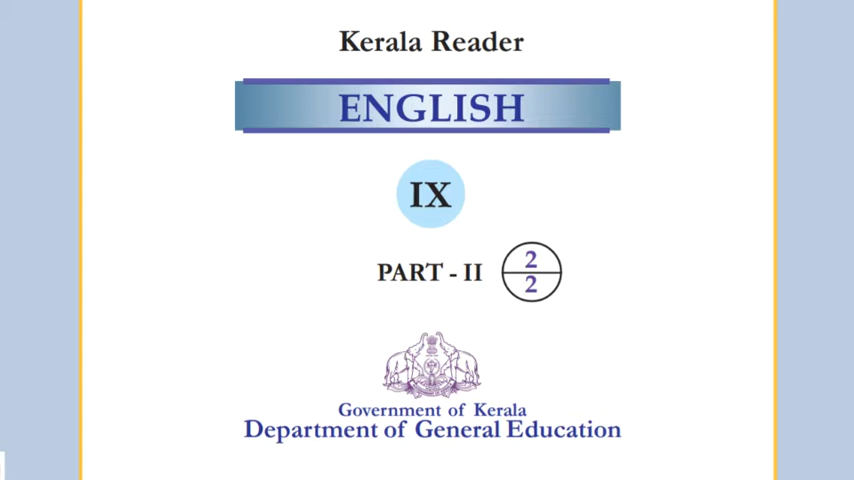 Kerala Reader
ENGLISH
IX
PART - II
2
2
Government of Kerala
Department of General Education